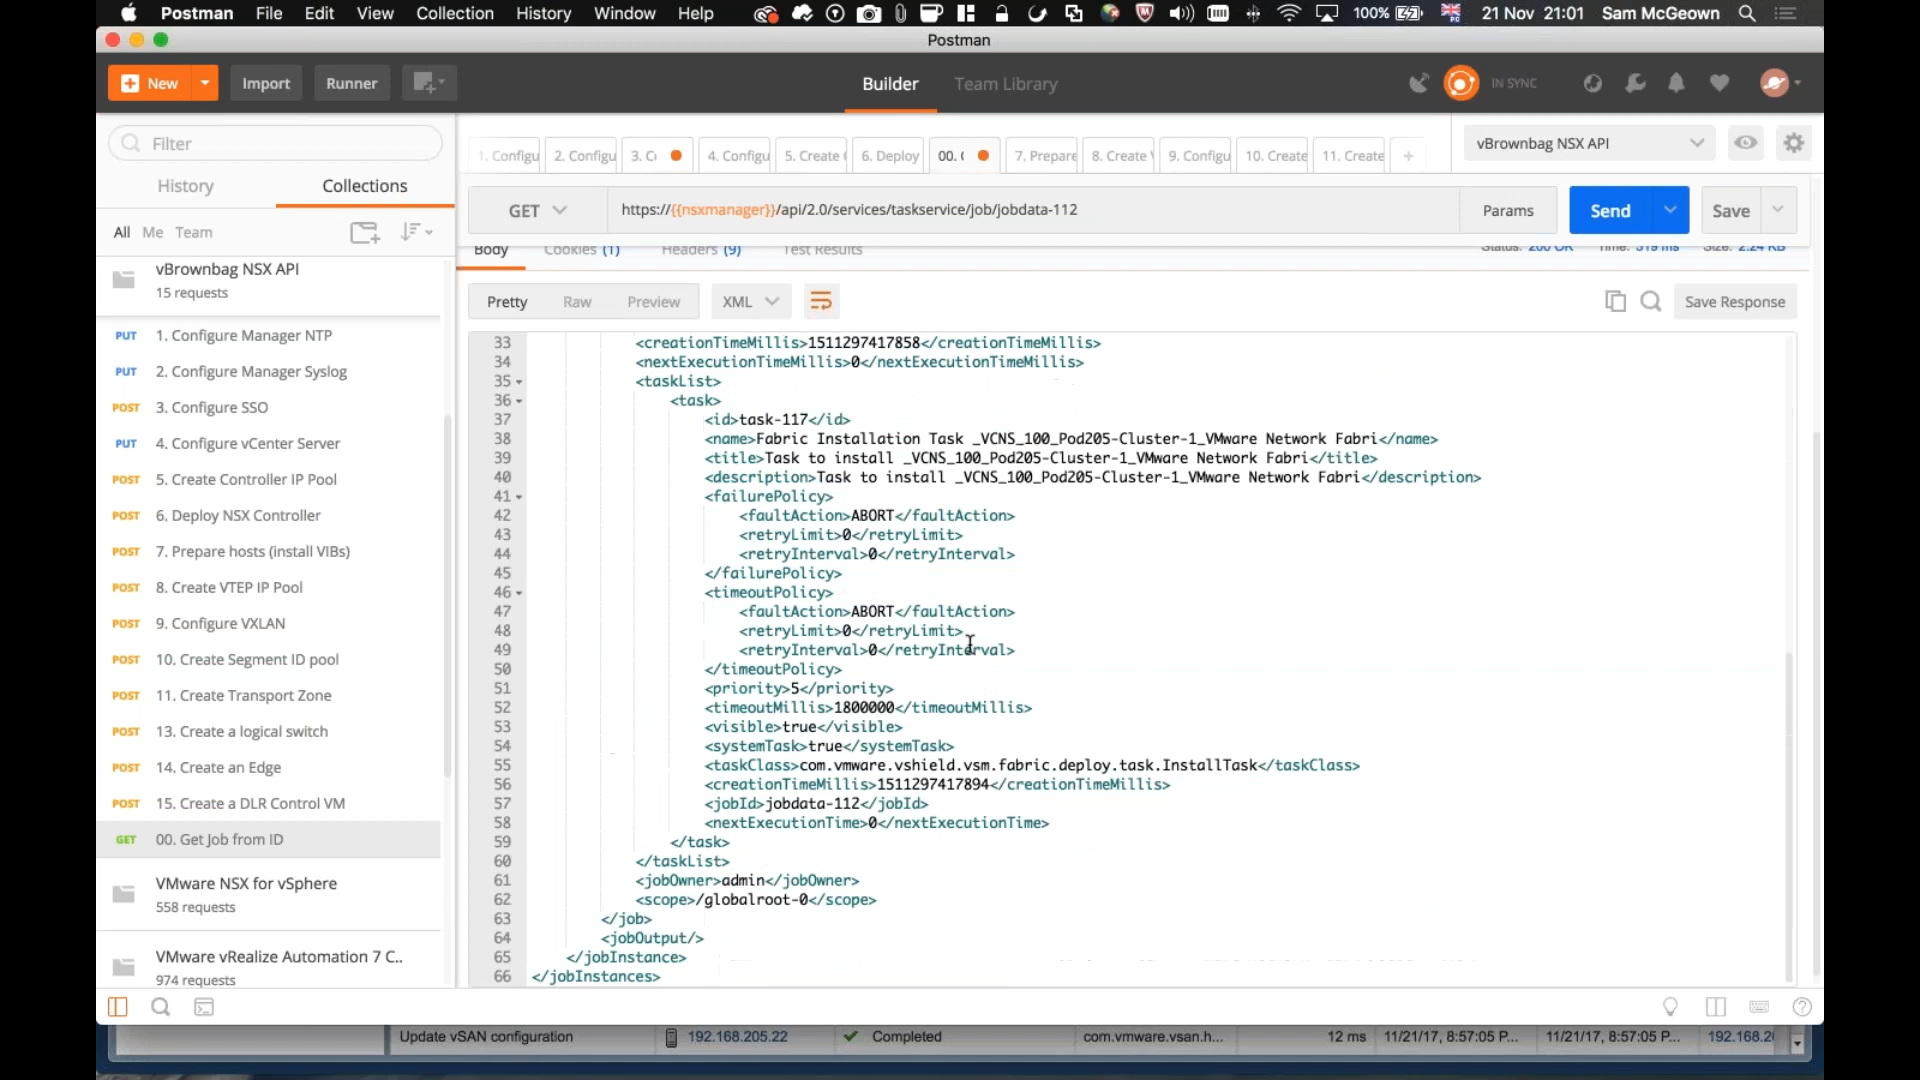 Postman File Edit View Collection History Window Help 100% 21 Nov 21:01 Sam McGeown
Postman
New Import Runner Builder Team Library IN SYNC
Filter
History Collections
All Me Team
vBrownbag NSX API
15 requests
PUT 1. Configure Manager NTP
PUT 2. Configure Manager Syslog
POST 3. Configure SSO
PUT 4. Configure vCenter Server
POST 5. Create Controller IP Pool
POST 6. Deploy NSX Controller
POST 7. Prepare hosts (install VIBs)
POST 8. Create VTEP IP Pool
POST 9. Configure VXLAN
POST 10. Create Segment ID pool
POST 11. Create Transport Zone
POST 13. Create a logical switch
POST 14. Create an Edge
POST 15. Create a DLR Control VM
GET 00. Get Job from ID
VMware NSX for vSphere
558 requests
VMware vRealize Automation 7 C..
974 requests
1. Configu 2. Configu 3. C 4. Configu 5. Create 6. Deploy 00. 7. Prepare 8. Create 9. Configu 10. Create 11. Create +
vBrownbag NSX API
GET https://{{nsxmanager}}/api/2.0/services/taskservice/job/jobdata-112 Params Send Save
Body Cookies (1) Headers (9) Test Results Status: 200 OK Time: 319 ms Size: 2.24 KB
Pretty Raw Preview XML Save Response
33 <creationTimeMillis>1511297417858</creationTimeMillis>
34 <nextExecutionTimeMillis>0</nextExecutionTimeMillis>
35 <taskList>
36 <task>
37 <id>task-117</id>
38 <name>Fabric Installation Task _VCNS_100_Pod205-Cluster-1_VMware Network Fabri</name>
39 <title>Task to install _VCNS_100_Pod205-Cluster-1_VMware Network Fabri</title>
40 <description>Task to install _VCNS_100_Pod205-Cluster-1_VMware Network Fabri</description>
41 <failurePolicy>
42 <faultAction>ABORT</faultAction>
43 <retryLimit>0</retryLimit>
44 <retryInterval>0</retryInterval>
45 </failurePolicy>
46 <timeoutPolicy>
47 <faultAction>ABORT</faultAction>
48 <retryLimit>0</retryLimit>
49 <retryInterval>0</retryInterval>
50 </timeoutPolicy>
51 <priority>5</priority>
52 <timeoutMillis>1800000</timeoutMillis>
53 <visible>true</visible>
54 <systemTask>true</systemTask>
55 <taskClass>com.vmware.vshield.vsm.fabric.deploy.task.InstallTask</taskClass>
56 <creationTimeMillis>1511297417894</creationTimeMillis>
57 <jobId>jobdata-112</jobId>
58 <nextExecutionTime>0</nextExecutionTime>
59 </task>
60 </taskList>
61 <jobOwner>admin</jobOwner>
62 <scope>/globalroot-0</scope>
63 </job>
64 <jobOutput/>
65 </jobInstance>
66 </jobInstances>
Update vSAN configuration 192.168.205.22 Completed com.vmware.vsan.h... 12 ms 11/21/17, 8:57:05 P... 11/21/17, 8:57:05 P... 192.168.2